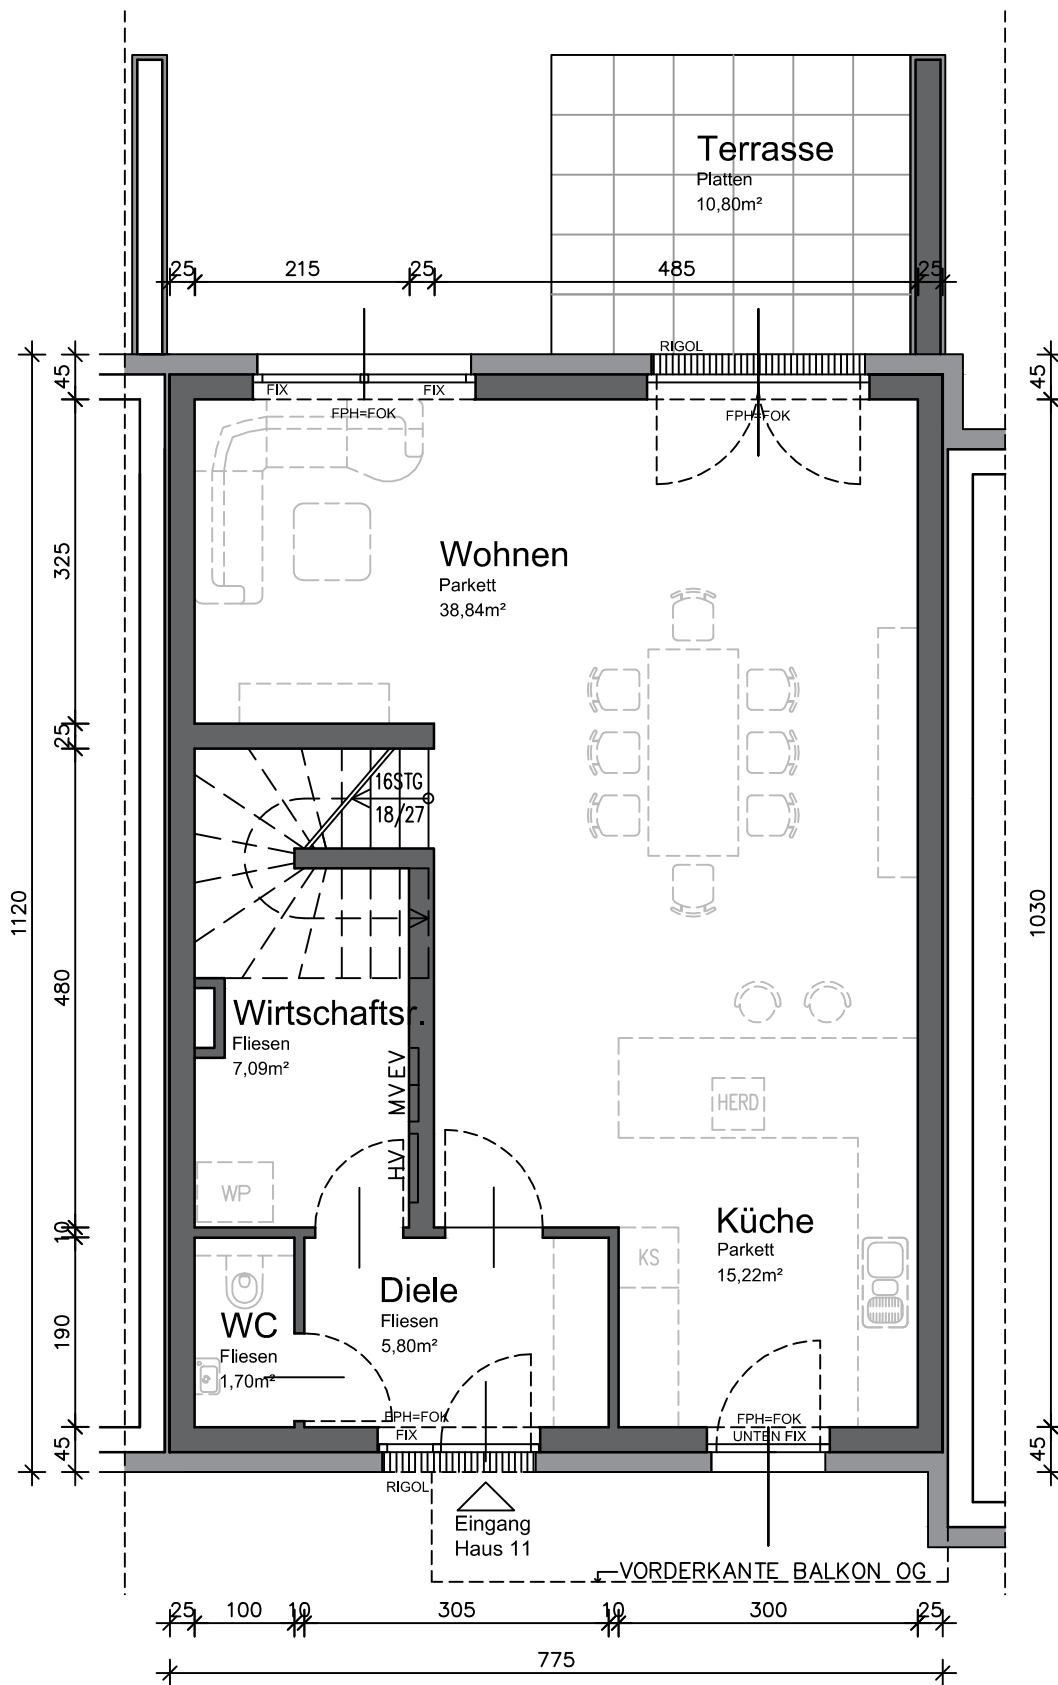 Terrasse
Platten
10,80m²
25
215
25
485
25
RIGOL
45
45
FIX
FIX
FPH=FOK
FPH=FOK
325
Wohnen
Parkett
38,84m²
25
16STG
18/27
1120
1030
480
Wirtschaftsr.
Fliesen
7,09m²
MVEV
HV
HERD
WP
10
Küche
Parkett
15,22m²
KS
Diele
Fliesen
5,80m²
190
WC
Fliesen
1,70m²
FPH=FOK
FIX
FPH=FOK
UNTEN FIX
45
45
RIGOL
Eingang
Haus 11
VORDERKANTE BALKON OG
25
100
10
305
10
300
25
775